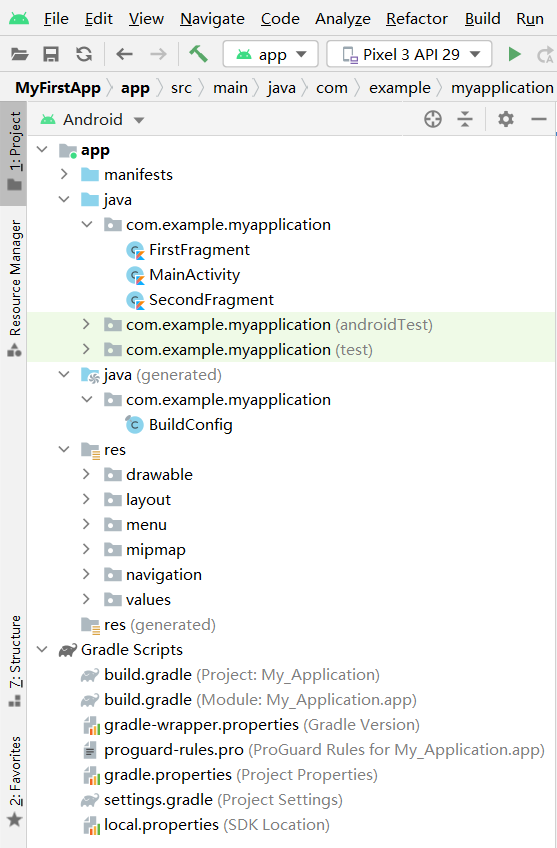 File Edit View Navigate Code Analyze Refactor Build Run
app Pixel 3 API 29
MyFirstApp app src main java com example myapplication
1: Project
Resource Manager
7: Structure
2: Favorites
Android
app
manifests
java
com.example.myapplication
FirstFragment
MainActivity
SecondFragment
com.example.myapplication (androidTest)
com.example.myapplication (test)
java (generated)
com.example.myapplication
BuildConfig
res
drawable
layout
menu
mipmap
navigation
values
res (generated)
Gradle Scripts
build.gradle (Project: My_Application)
build.gradle (Module: My_Application.app)
gradle-wrapper.properties (Gradle Version)
proguard-rules.pro (ProGuard Rules for My_Application.app)
gradle.properties (Project Properties)
settings.gradle (Project Settings)
local.properties (SDK Location)